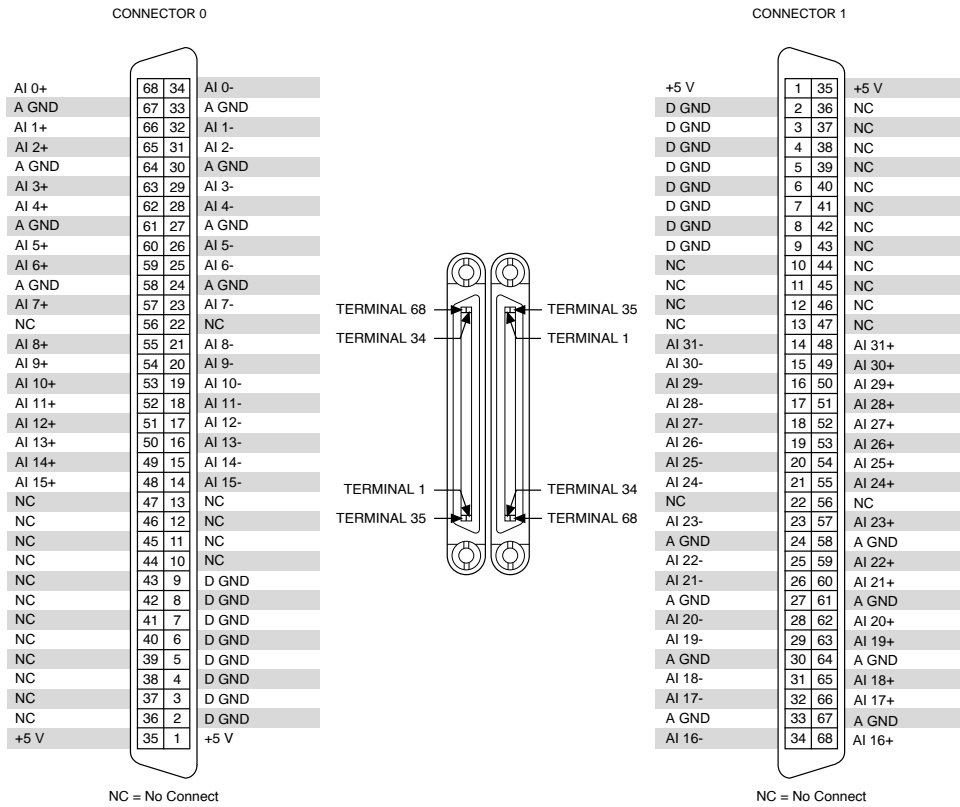 CONNECTOR 0
AI 0+ 68 34 AI 0-
A GND 67 33 A GND
AI 1+ 66 32 AI 1-
AI 2+ 65 31 AI 2-
A GND 64 30 A GND
AI 3+ 63 29 AI 3-
AI 4+ 62 28 AI 4-
A GND 61 27 A GND
AI 5+ 60 26 AI 5-
AI 6+ 59 25 AI 6-
A GND 58 24 A GND
AI 7+ 57 23 AI 7-
NC 56 22 NC
AI 8+ 55 21 AI 8-
AI 9+ 54 20 AI 9-
AI 10+ 53 19 AI 10-
AI 11+ 52 18 AI 11-
AI 12+ 51 17 AI 12-
AI 13+ 50 16 AI 13-
AI 14+ 49 15 AI 14-
AI 15+ 48 14 AI 15-
NC 47 13 NC
NC 46 12 NC
NC 45 11 NC
NC 44 10 NC
NC 43 9 D GND
NC 42 8 D GND
NC 41 7 D GND
NC 40 6 D GND
NC 39 5 D GND
NC 38 4 D GND
NC 37 3 D GND
NC 36 2 D GND
+5 V 35 1 +5 V
NC = No Connect
TERMINAL 68
TERMINAL 34
TERMINAL 35
TERMINAL 1
TERMINAL 1
TERMINAL 35
TERMINAL 34
TERMINAL 68
CONNECTOR 1
+5 V 1 35 +5 V
D GND 2 36 NC
D GND 3 37 NC
D GND 4 38 NC
D GND 5 39 NC
D GND 6 40 NC
D GND 7 41 NC
D GND 8 42 NC
D GND 9 43 NC
NC 10 44 NC
NC 11 45 NC
NC 12 46 NC
NC 13 47 NC
AI 31- 14 48 AI 31+
AI 30- 15 49 AI 30+
AI 29- 16 50 AI 29+
AI 28- 17 51 AI 28+
AI 27- 18 52 AI 27+
AI 26- 19 53 AI 26+
AI 25- 20 54 AI 25+
AI 24- 21 55 AI 24+
NC 22 56 NC
AI 23- 23 57 AI 23+
A GND 24 58 A GND
AI 22- 25 59 AI 22+
AI 21- 26 60 AI 21+
A GND 27 61 A GND
AI 20- 28 62 AI 20+
AI 19- 29 63 AI 19+
A GND 30 64 A GND
AI 18- 31 65 AI 18+
AI 17- 32 66 AI 17+
A GND 33 67 A GND
AI 16- 34 68 AI 16+
NC = No Connect